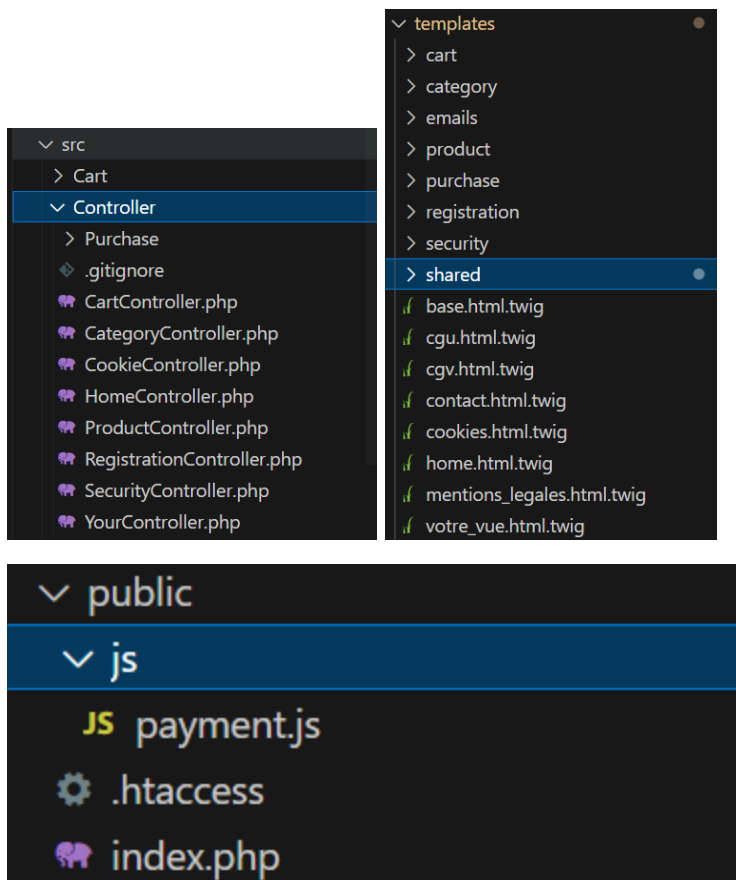 src
Cart
Controller
Purchase
.gitignore
CartController.php
CategoryController.php
CookieController.php
HomeController.php
ProductController.php
RegistrationController.php
SecurityController.php
YourController.php
templates
cart
category
emails
product
purchase
registration
security
shared
base.html.twig
cgu.html.twig
cgv.html.twig
contact.html.twig
cookies.html.twig
home.html.twig
mentions_legales.html.twig
votre_vue.html.twig
public
js
JS payment.js
.htaccess
index.php